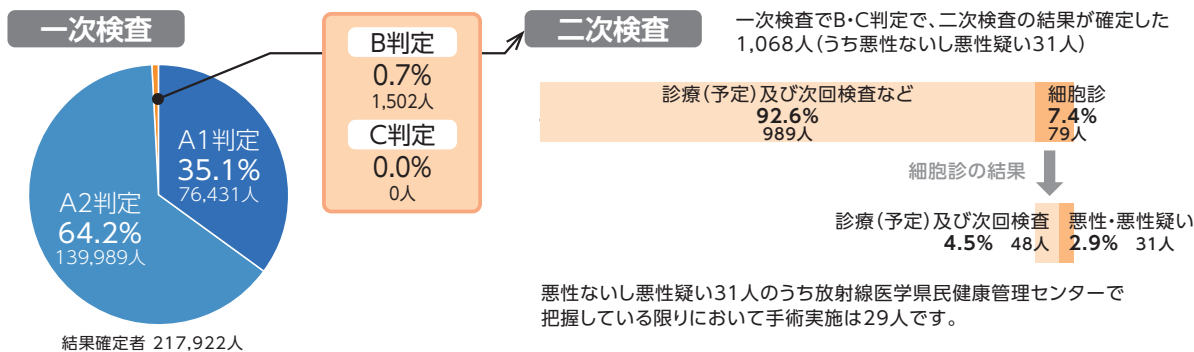 一次検査
A1判定
35.1%
76,431人
A2判定
64.2%
139,989人
結果確定者 217,922人
B判定
0.7%
1,502人
C判定
0.0%
0人
二次検査
一次検査でB・C判定で、二次検査の結果が確定した
1,068人（うち悪性ないし悪性疑い31人）
診療（予定）及び次回検査など
92.6%
989人
細胞診
7.4%
79人
細胞診の結果
診療（予定）及び次回検査
4.5% 48人
悪性・悪性疑い
2.9% 31人
悪性ないし悪性疑い31人のうち放射線医学県民健康管理センターで
把握している限りにおいて手術実施は29人です。